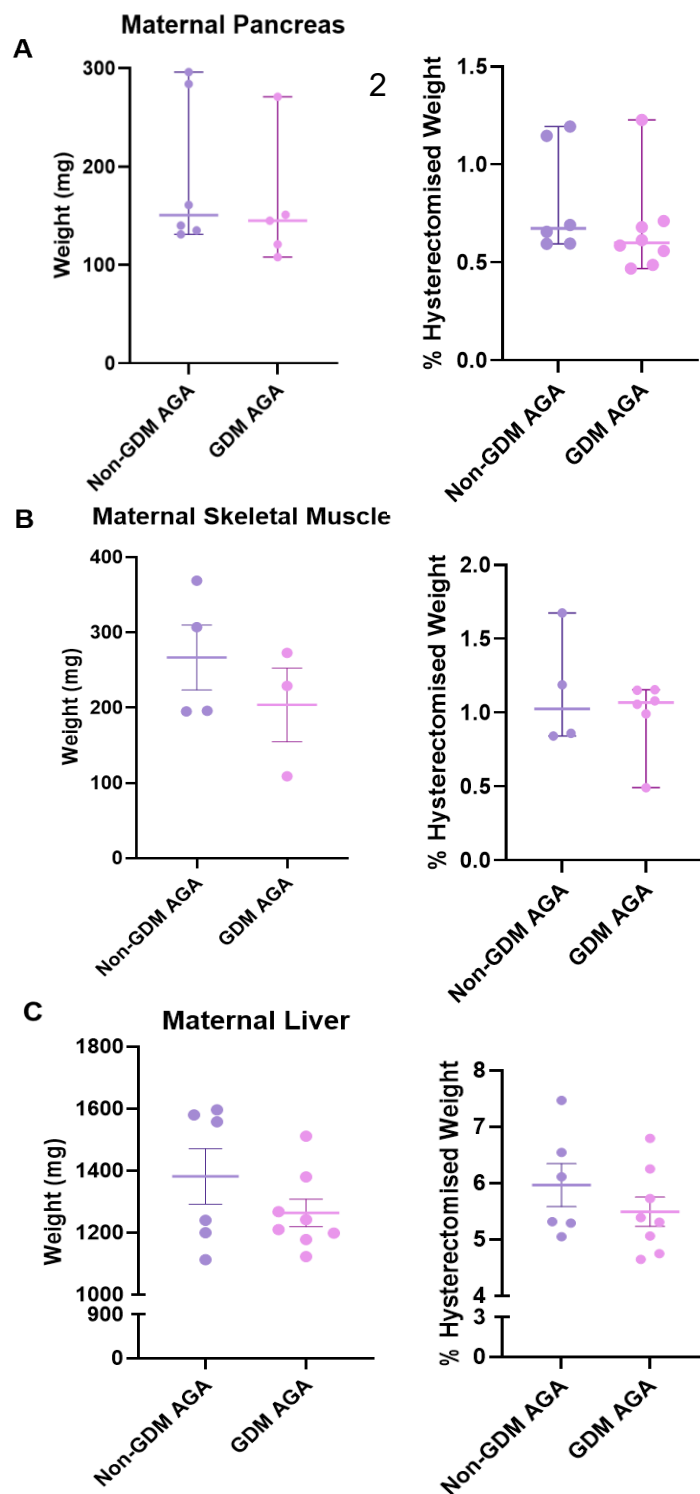 Maternal Pancreas
A
2
Weight (mg)
300
200
100
0
Non-GDM AGA
GDM AGA
% Hysterectomised Weight
1.5
1.0
0.5
0.0
Non-GDM AGA
GDM AGA
B
Maternal Skeletal Muscle
Weight (mg)
400
300
200
100
0
Non-GDM AGA
GDM AGA
% Hysterectomised Weight
2.0
1.5
1.0
0.5
0.0
Non-GDM AGA
GDM AGA
C
Maternal Liver
Weight (mg)
1800
1600
1400
1200
1000
900
0
Non-GDM AGA
GDM AGA
% Hysterectomised Weight
8
7
6
5
4
3
0
Non-GDM AGA
GDM AGA